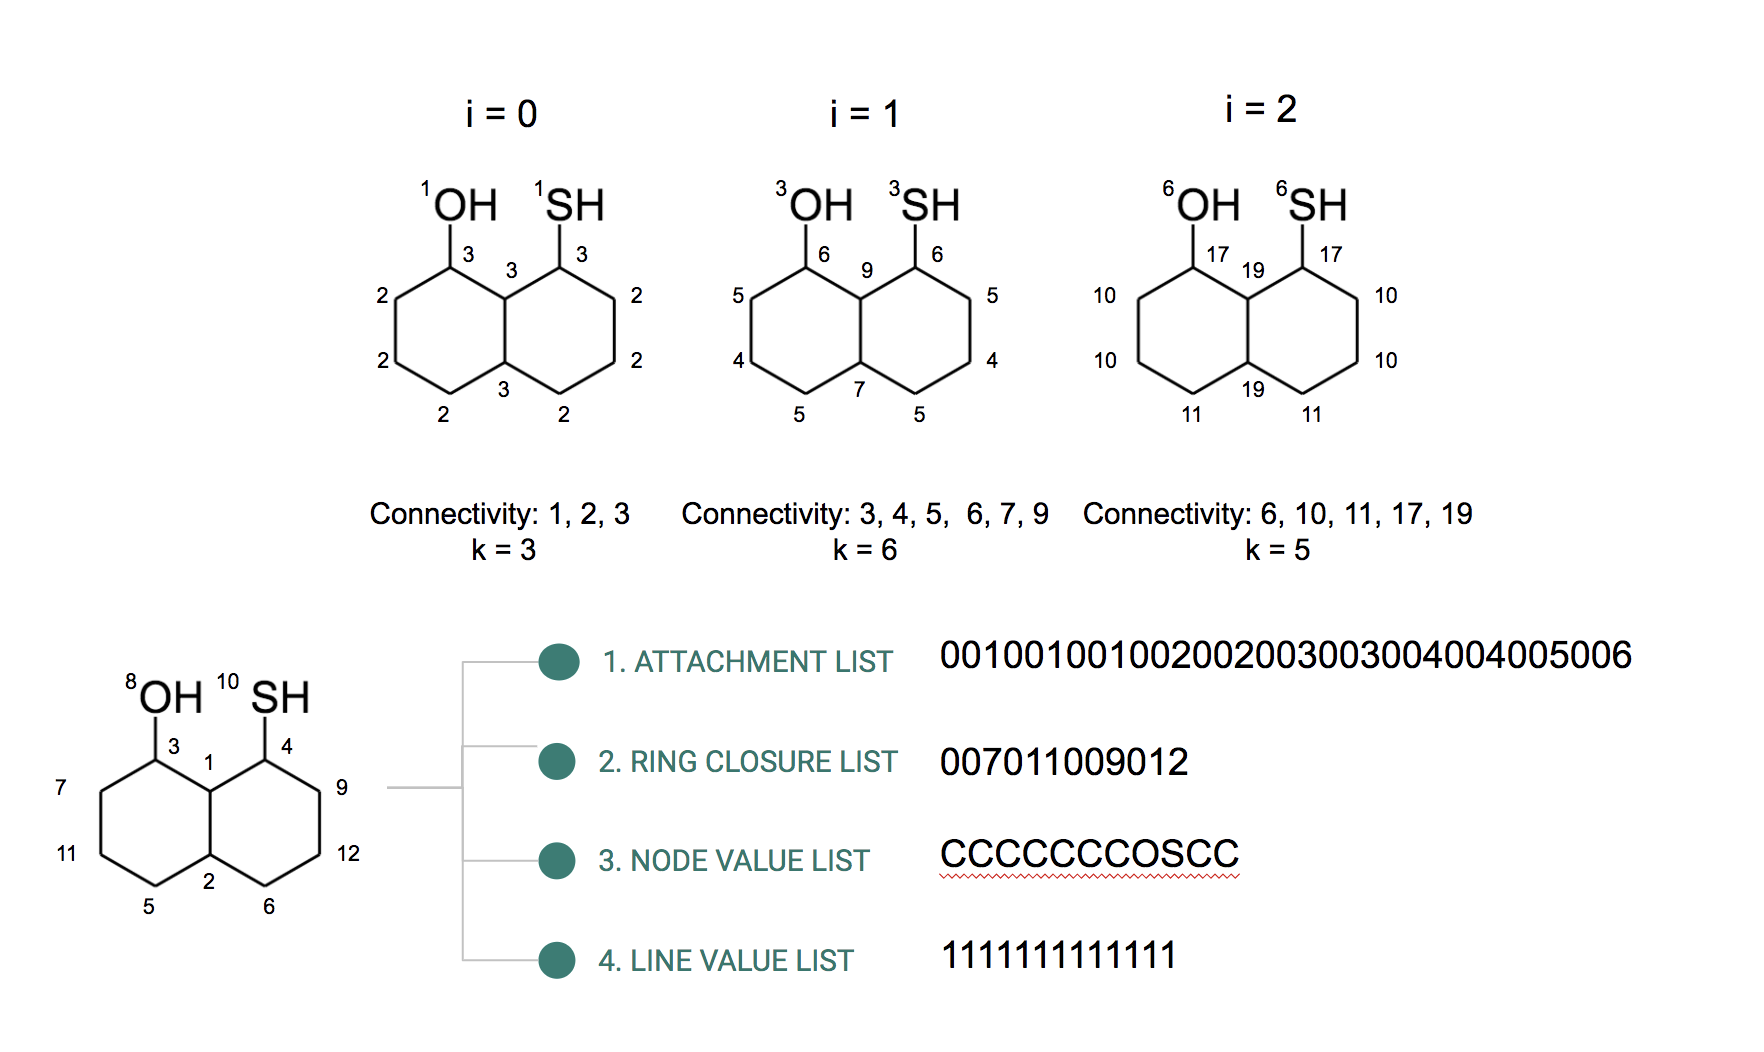 i = 0
i = 1
i = 2
1 OH 1 SH
3 3 3
2 2
2 2
2 3 2
3 OH 3 SH
6 9 6
5 5
4 4
5 7 5
6 OH 6 SH
17 19 17
10 10
10 10
11 19 11
Connectivity: 1, 2, 3
k = 3
Connectivity: 3, 4, 5, 6, 7, 9
k = 6
Connectivity: 6, 10, 11, 17, 19
k = 5
8 OH 10 SH
3 1 4
7 9
11 12
5 2 6
1. ATTACHMENT LIST 001001001002002003003004004005006
2. RING CLOSURE LIST 007011009012
3. NODE VALUE LIST CCCCCCCOSCC
4. LINE VALUE LIST 1111111111111